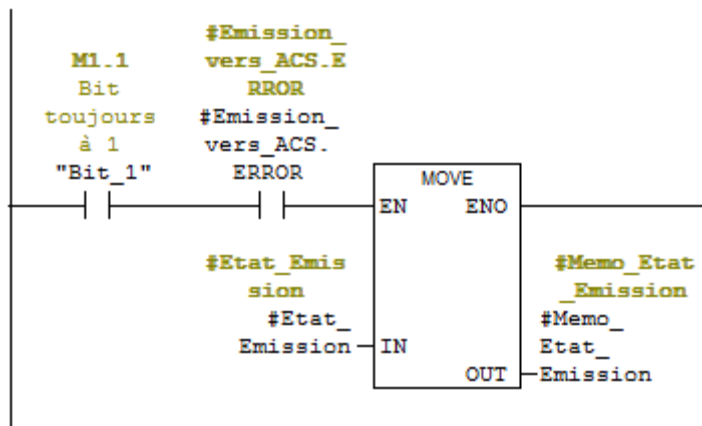 #Emission_
vers_ACS.E
RROR
M1.1
Bit
toujours
à 1
"Bit_1"
#Emission_
vers_ACS.
ERROR
MOVE
EN ENO
#Etat_Emis
sion
#Etat_
Emission
IN
#Memo_Etat
_Emission
#Memo_
Etat_
Emission
OUT